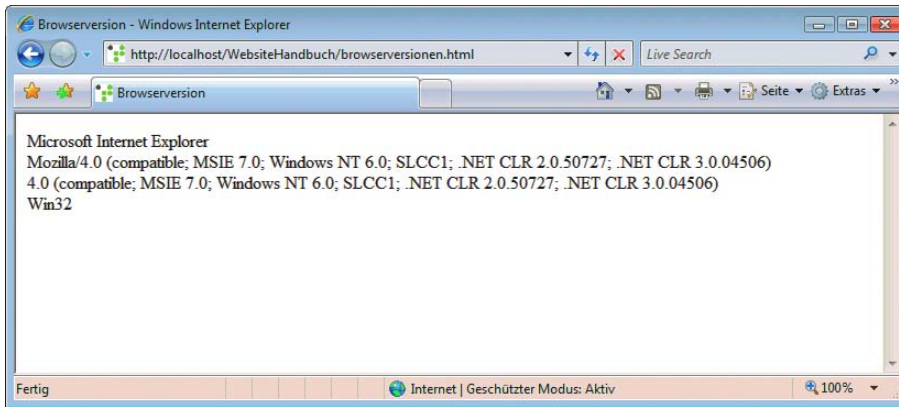 Browserversion - Windows Internet Explorer
http://localhost/WebsiteHandbuch/browserversionen.html
Live Search
Browserversion
Seite
Extras
Microsoft Internet Explorer
Mozilla/4.0 (compatible; MSIE 7.0; Windows NT 6.0; SLCC1; .NET CLR 2.0.50727; .NET CLR 3.0.04506)
4.0 (compatible; MSIE 7.0; Windows NT 6.0; SLCC1; .NET CLR 2.0.50727; .NET CLR 3.0.04506)
Win32
Fertig
Internet | Geschützter Modus: Aktiv
100%